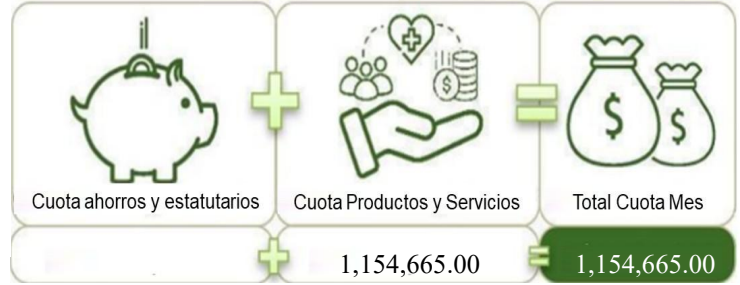 Cuota ahorros y estatutarios
Cuota Productos y Servicios
Total Cuota Mes
1,154,665.00
1,154,665.00